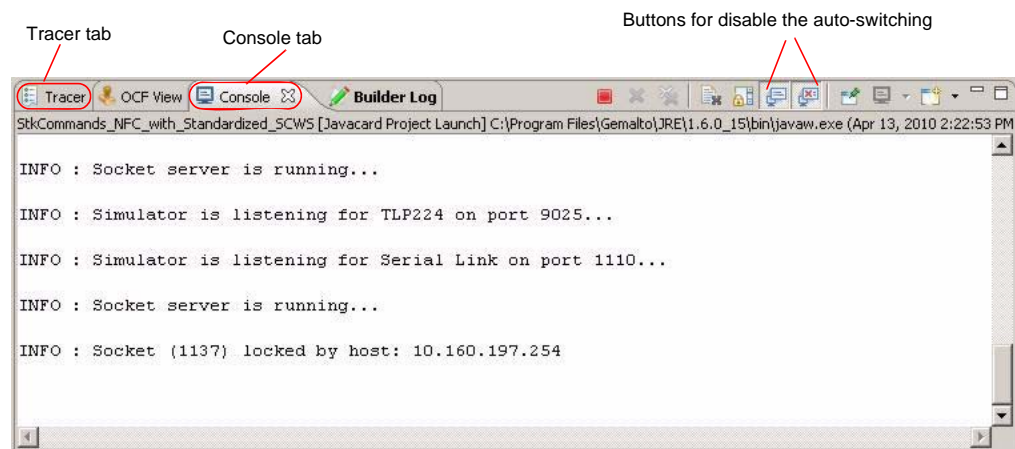 Buttons for disable the auto-switching
Tracer tab
Console tab
Tracer OCF View Console Builder Log
StkCommands_NFC_with_Standardized_SCWS [Javacard Project Launch] C:\Program Files\Gemalto\JRE\1.6.0_15\bin\javaw.exe (Apr 13, 2010 2:22:53 PM
INFO : Socket server is running...
INFO : Simulator is listening for TLP224 on port 9025...
INFO : Simulator is listening for Serial Link on port 1110...
INFO : Socket server is running...
INFO : Socket (1137) locked by host: 10.160.197.254